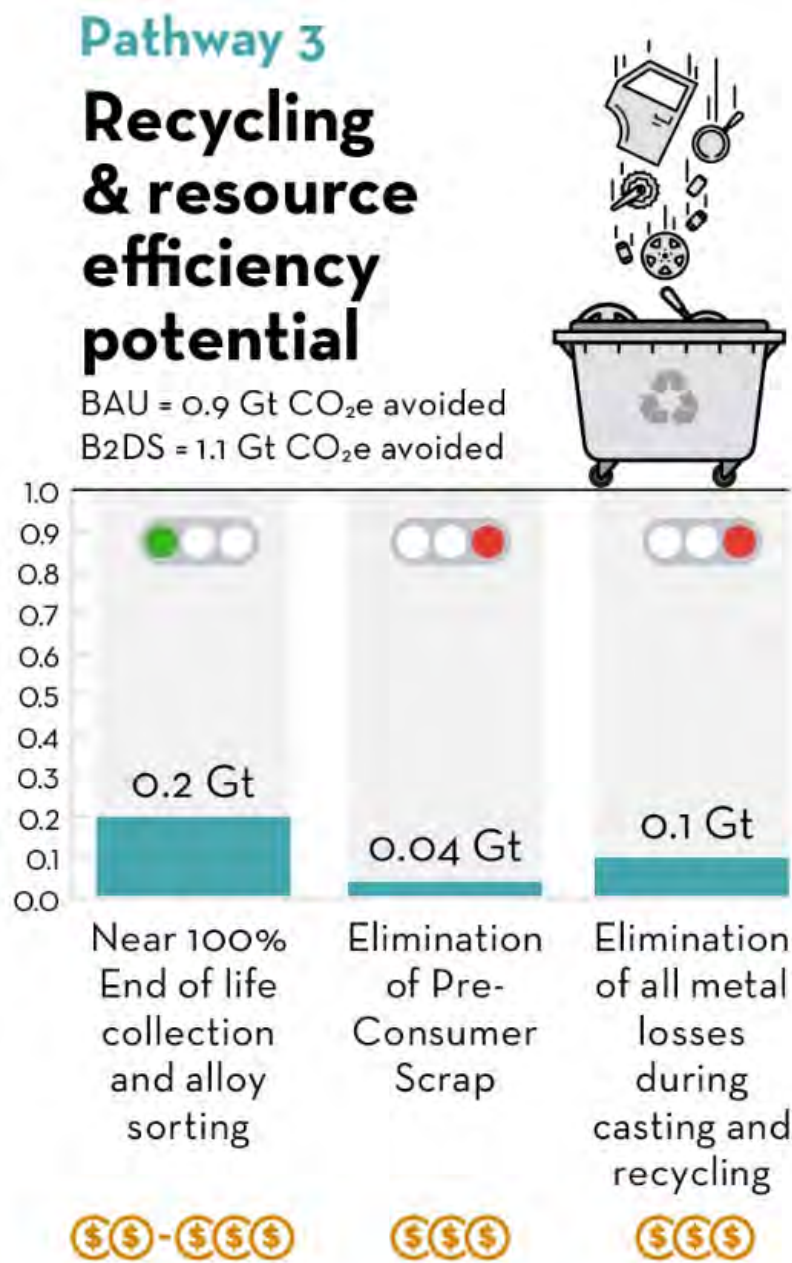 Pathway 3
Recycling
& resource
efficiency
potential
BAU = 0.9 Gt CO₂e avoided
B2DS = 1.1 Gt CO₂e avoided
1.0
0.9
0.8
0.7
0.6
0.5
0.4
0.3
0.2
0.1
0.0
0.2 Gt
0.04 Gt
0.1 Gt
Near 100%
End of life
collection
and alloy
sorting
Elimination
of Pre-
Consumer
Scrap
Elimination
of all metal
losses
during
casting and
recycling
$$-$$$
$$$
$$$